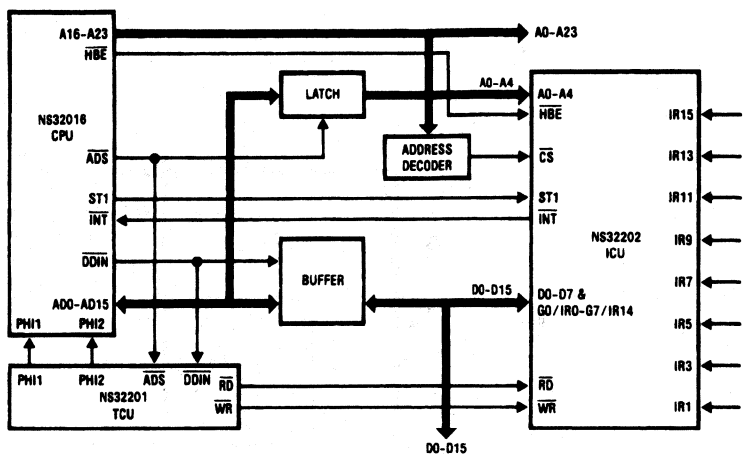 A16-A23
A0-A23
HBE
A0-A4
A0-A4
LATCH
NS32016
CPU
HBE
IR15
ADS
ADDRESS
DECODER
CS
IR13
ST1
ST1
IR11
INT
INT
NS32202
ICU
IR9
DDIN
BUFFER
IR7
D0-D15
AD0-AD15
D0-D7 &
G0/IR0-G7/IR14
PHI1
PHI2
IR5
PHI1
PHI2
ADS
DDIN
RD
RD
IR3
NS32201
TCU
WR
WR
IR1
D0-D15